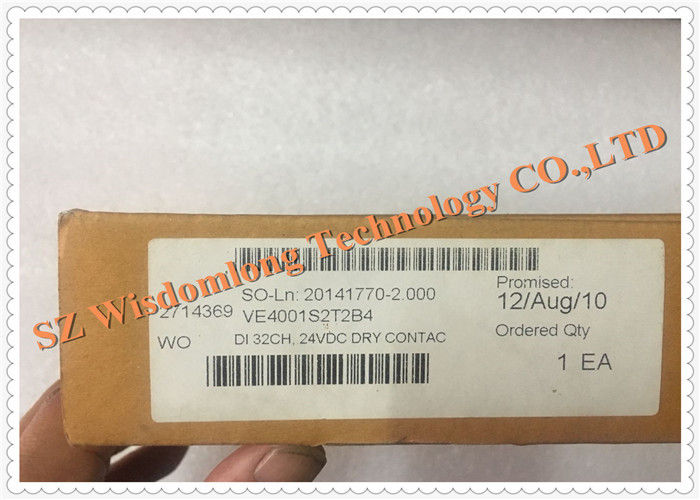 SZ Wisdomlong Technology CO.,LTD
SO-Ln: 20141770-2.000
Promised:
2714369
VE4001S2T2B4
12/Aug/10
WO
DI 32CH, 24VDC DRY CONTAC
Ordered Qty
1 EA